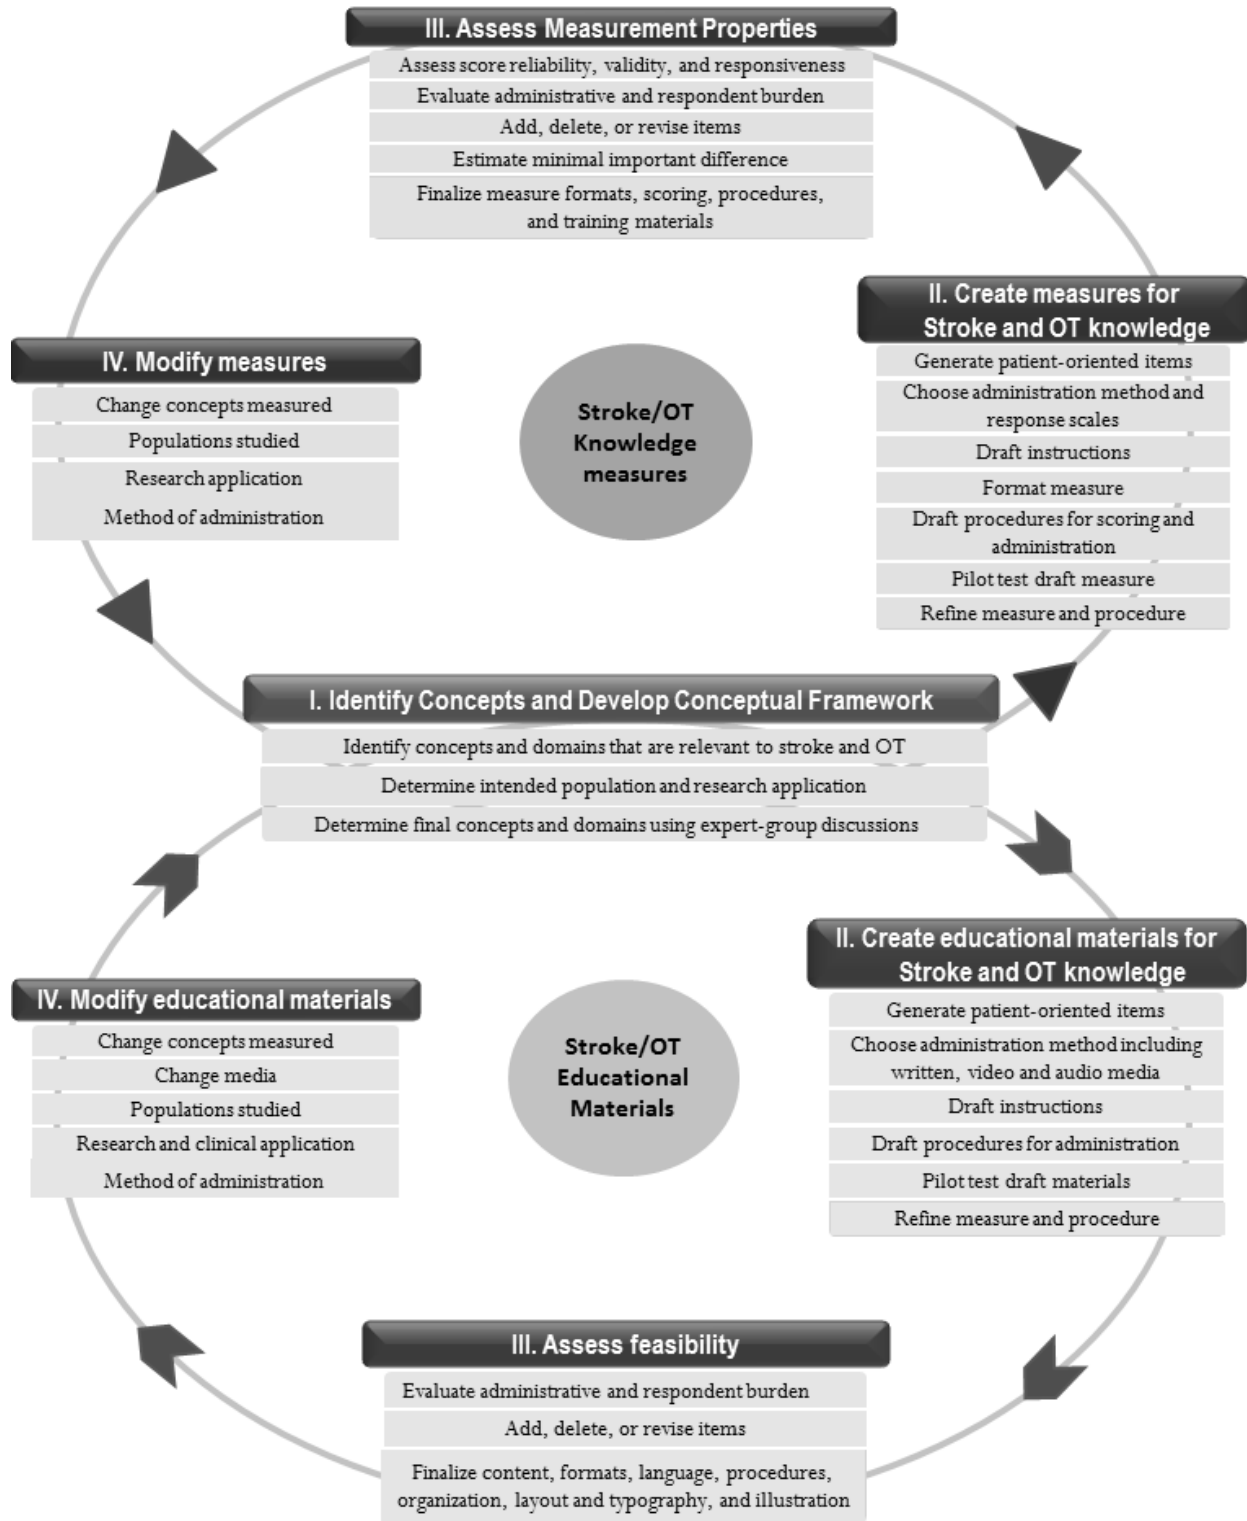 III. Assess Measurement Properties
Assess score reliability, validity, and responsiveness
Evaluate administrative and respondent burden
Add, delete, or revise items
Estimate minimal important difference
Finalize measure formats, scoring, procedures,
and training materials
II. Create measures for
Stroke and OT knowledge
Generate patient-oriented items
Choose administration method and
response scales
Draft instructions
Format measure
Draft procedures for scoring and
administration
Pilot test draft measure
Refine measure and procedure
IV. Modify measures
Change concepts measured
Populations studied
Research application
Method of administration
Stroke/OT
Knowledge
measures
I. Identify Concepts and Develop Conceptual Framework
Identify concepts and domains that are relevant to stroke and OT
Determine intended population and research application
Determine final concepts and domains using expert-group discussions
II. Create educational materials for
Stroke and OT knowledge
Generate patient-oriented items
Choose administration method including
written, video and audio media
Draft instructions
Draft procedures for administration
Pilot test draft materials
Refine measure and procedure
IV. Modify educational materials
Change concepts measured
Change media
Populations studied
Research and clinical application
Method of administration
Stroke/OT
Educational
Materials
III. Assess feasibility
Evaluate administrative and respondent burden
Add, delete, or revise items
Finalize content, formats, language, procedures,
organization, layout and typography, and illustration